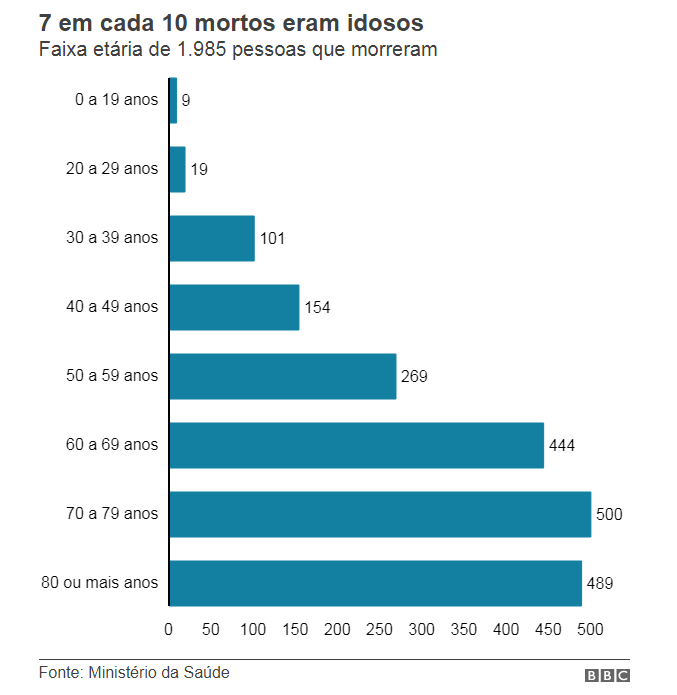 7 em cada 10 mortos eram idosos
Faixa etária de 1.985 pessoas que morreram
0 a 19 anos 9
20 a 29 anos 19
30 a 39 anos 101
40 a 49 anos 154
50 a 59 anos 269
60 a 69 anos 444
70 a 79 anos 500
80 ou mais anos 489
0 50 100 150 200 250 300 350 400 450 500
Fonte: Ministério da Saúde BBC